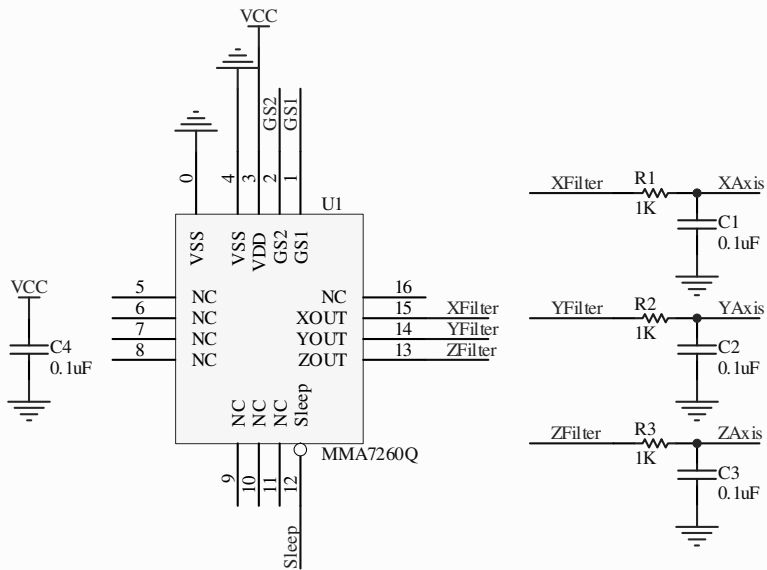 VCC
GS2
GS1
0
4
3
2
1
U1
VSS
VSS
VDD
GS2
GS1
5
NC
6
NC
7
NC
8
NC
NC
16
XOUT
15
XFilter
YOUT
14
YFilter
ZOUT
13
ZFilter
NC
NC
NC
Sleep
MMA7260Q
9
10
11
12
Sleep
VCC
C4
0.1uF
XFilter
R1
1K
XAxis
C1
0.1uF
YFilter
R2
1K
YAxis
C2
0.1uF
ZFilter
R3
1K
ZAxis
C3
0.1uF